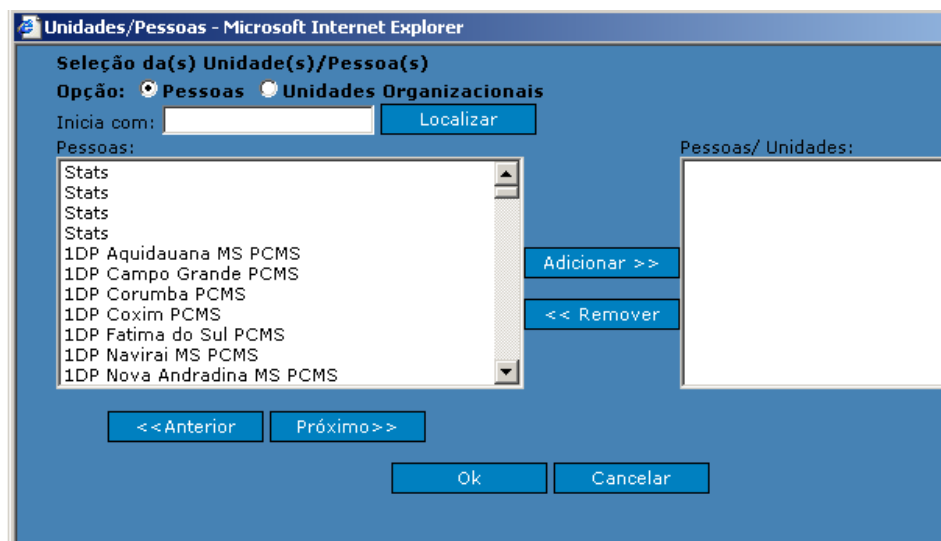 Unidades/Pessoas - Microsoft Internet Explorer
Seleção da(s) Unidade(s)/Pessoa(s)
Opção: Pessoas Unidades Organizacionais
Inicia com: Localizar
Pessoas: Pessoas/ Unidades:
Stats
Stats
Stats
Stats
1DP Aquidauana MS PCMS
1DP Campo Grande PCMS
1DP Corumba PCMS
1DP Coxim PCMS
1DP Fatima do Sul PCMS
1DP Navirai MS PCMS
1DP Nova Andradina MS PCMS
Adicionar >>
<< Remover
<<Anterior Próximo>>
Ok Cancelar